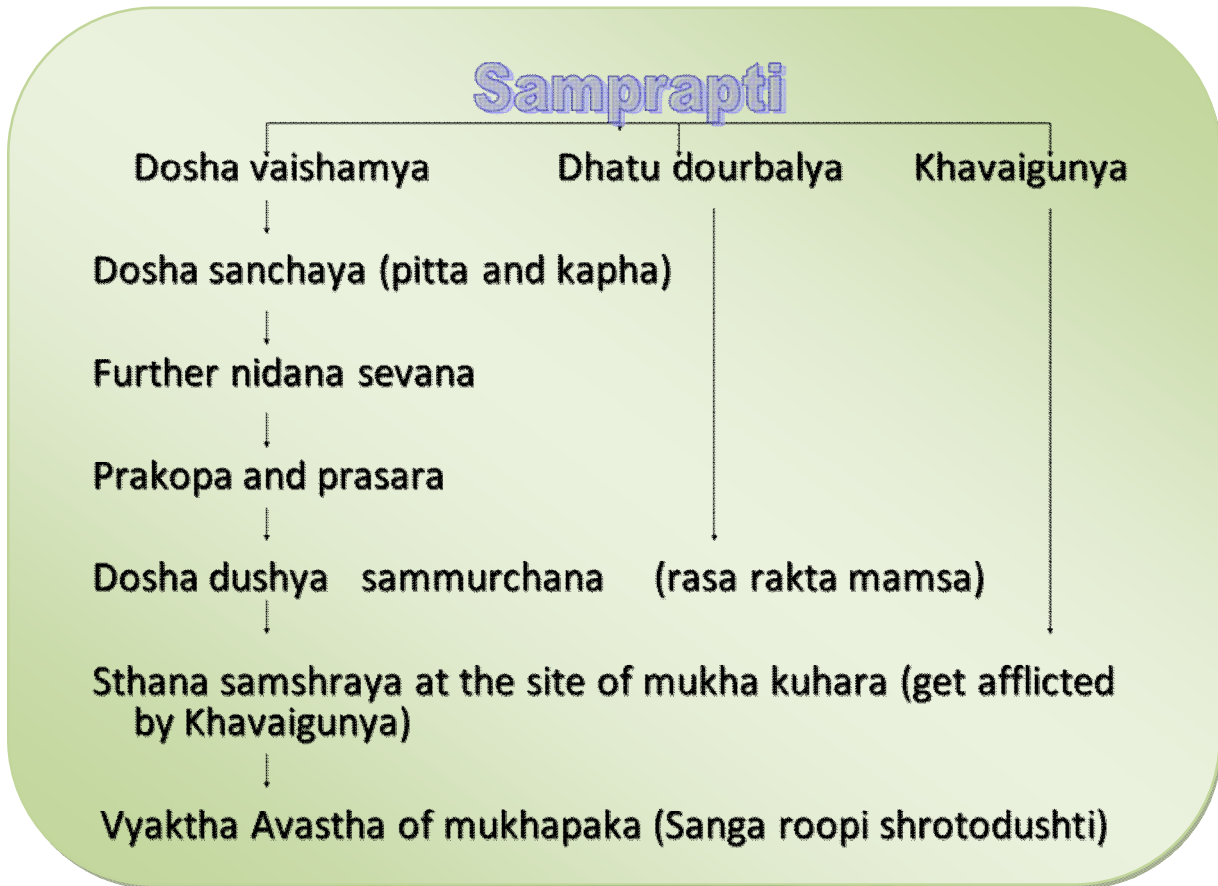 Samprapti
Dosha vaishamya Dhatu dourbalya Khavaigunya
Dosha sanchaya (pitta and kapha)
Further nidana sevana
Prakopa and prasara
Dosha dushya sammurchana (rasa rakta mamsa)
Sthana samshraya at the site of mukha kuhara (get afflicted
by Khavaigunya)
Vyaktha Avastha of mukhapaka (Sanga roopi shrotodushti)